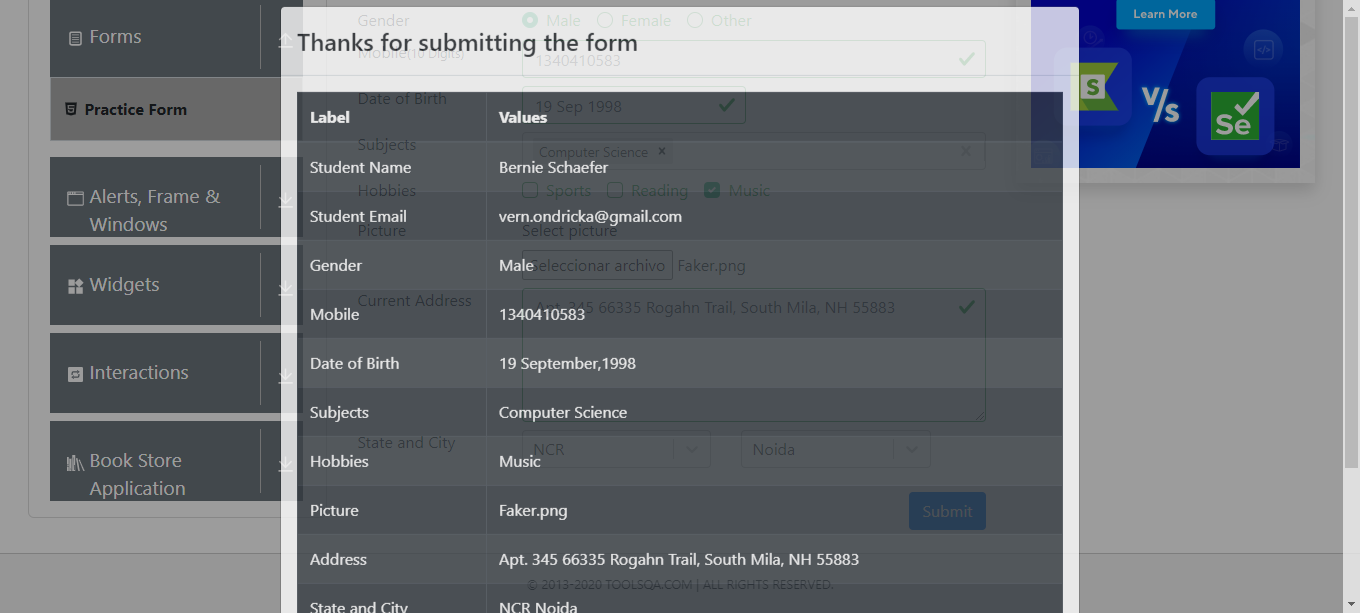 Forms
Practice Form
Alerts, Frame &
Windows
Widgets
Interactions
Book Store
Application
Thanks for submitting the form
Label Values
Student Name Bernie Schaefer
Student Email vern.ondricka@gmail.com
Gender Male
Mobile 1340410583
Date of Birth 19 September,1998
Subjects Computer Science
Hobbies Music
Picture Faker.png
Address Apt. 345 66335 Rogahn Trail, South Mila, NH 55883
State and City NCR Noida
Gender Male Female Other
Mobile(10 Digits) 1340410583
Date of Birth 19 Sep 1998
Subjects Computer Science
Hobbies Sports Reading Music
Picture Select picture
Seleccionar archivo Faker.png
Current Address Apt. 345 66335 Rogahn Trail, South Mila, NH 55883
State and City NCR Noida
Submit
© 2013-2020 TOOLSQA.COM | ALL RIGHTS RESERVED.
Learn More
S
V/s
Se